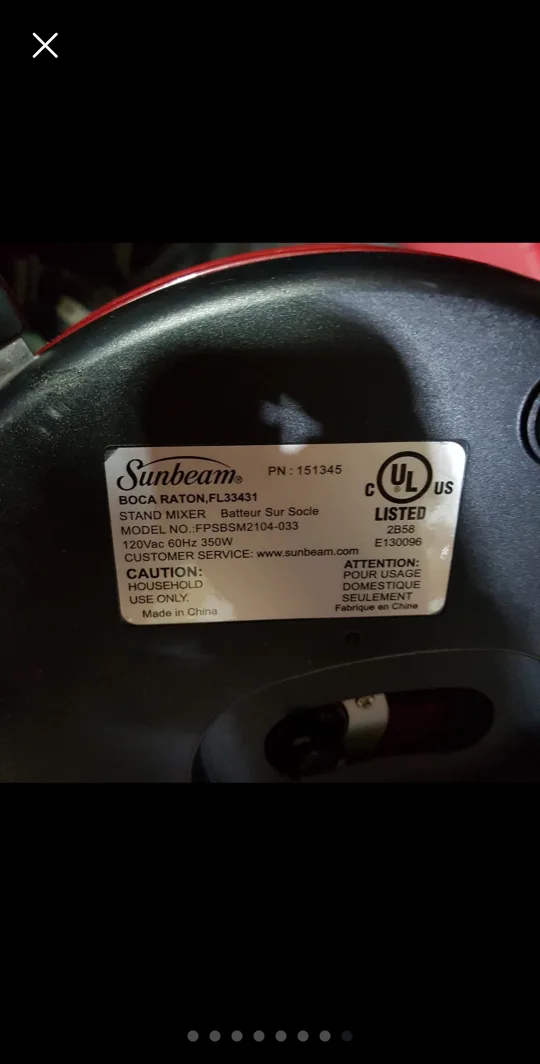 Sunbeam®
PN : 151345
BOCA RATON,FL33431
STAND MIXER Batteur Sur Socle
MODEL NO.:FPSBSM2104-033
120Vac 60Hz 350W
CUSTOMER SERVICE: www.sunbeam.com
C UL® US
LISTED
2B58
E130096
CAUTION:
HOUSEHOLD
USE ONLY.
Made in China
ATTENTION:
POUR USAGE
DOMESTIQUE
SEULEMENT
Fabriqué en Chine